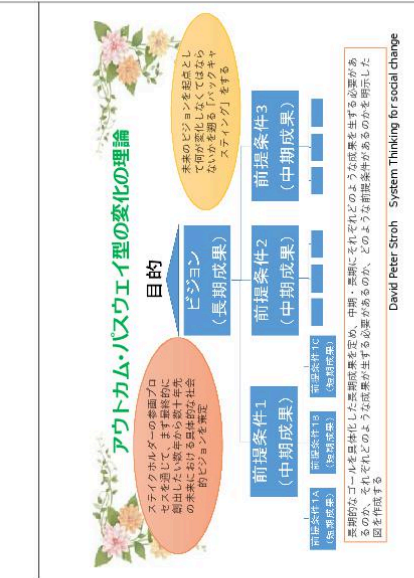 アウトカム・パスウェイ型の変化の理論
目的
ステイクホルダーの参画プロ
セスを通じて、まず最終的に
創出したい数年から数十年先
の未来における具体的な社会
的ビジョンを策定
未来のビジョンを起点とし
て何が変化しなくてはなら
ないかを遡る「バックキャ
スティング」をする
ビジョン
（長期成果）
前提条件1
（中期成果）
前提条件2
（中期成果）
前提条件3
（中期成果）
前提条件1A
（短期成果）
前提条件1B
（短期成果）
前提条件1C
（短期成果）
長期的なゴールを具体化した長期成果を定め、中期・長期にそれぞれどのような成果を生ずる必要があ
るのか、それぞれどのような成果が生ずる必要があるのか、どのような前提条件があるのかを明示した
図を作成する
David Peter Stroh System Thinking for social change